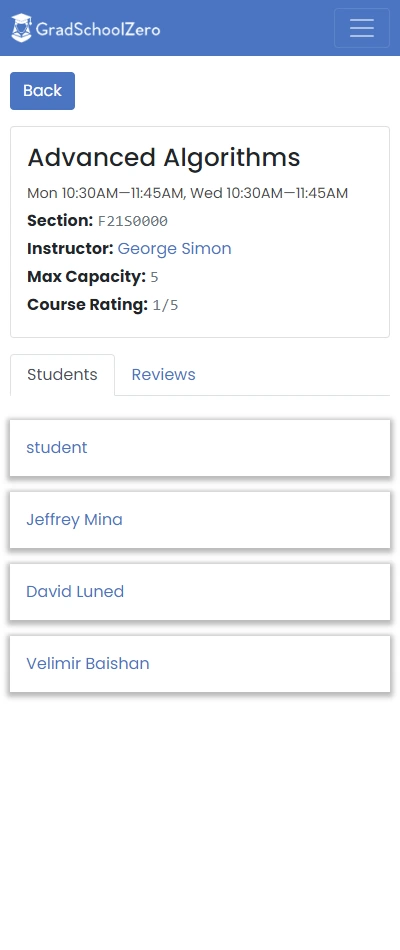 GradSchoolZero
Back
Advanced Algorithms
Mon 10:30AM—11:45AM, Wed 10:30AM—11:45AM
Section: F21S0000
Instructor: George Simon
Max Capacity: 5
Course Rating: 1/5
Students Reviews
student
Jeffrey Mina
David Luned
Velimir Baishan